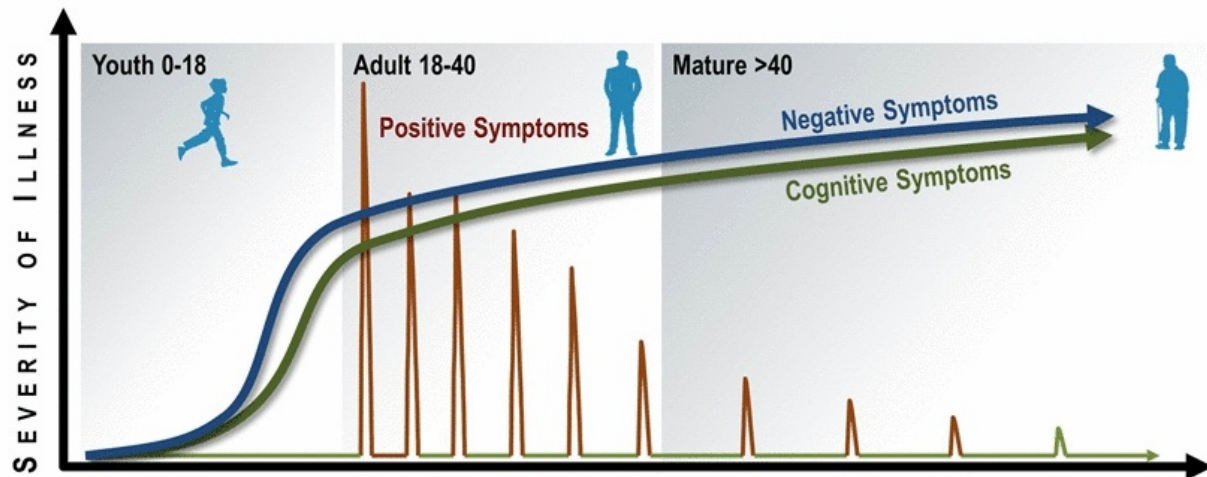 SEVERITY OF ILLNESS
Youth 0-18
Adult 18-40
Mature >40
Positive Symptoms
Negative Symptoms
Cognitive Symptoms